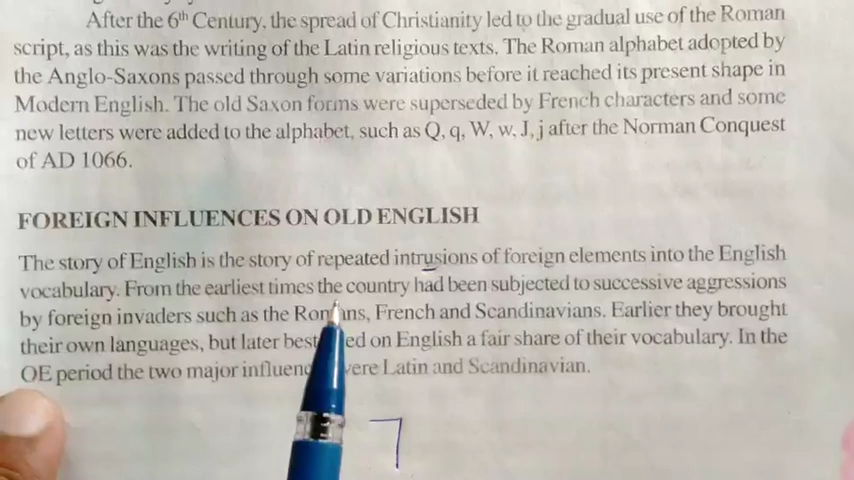 After the 6th Century, the spread of Christianity led to the gradual use of the Roman
script, as this was the writing of the Latin religious texts. The Roman alphabet adopted by
the Anglo-Saxons passed through some variations before it reached its present shape in
Modern English. The old Saxon forms were superseded by French characters and some
new letters were added to the alphabet, such as Q, q, W, w, J, j after the Norman Conquest
of AD 1066.
FOREIGN INFLUENCES ON OLD ENGLISH
The story of English is the story of repeated intrusions of foreign elements into the English
vocabulary. From the earliest times the country had been subjected to successive aggressions
by foreign invaders such as the Romans, French and Scandinavians. Earlier they brought
their own languages, but later on English a fair share of their vocabulary. In the
OE period the two major were Latin and Scandinavian.